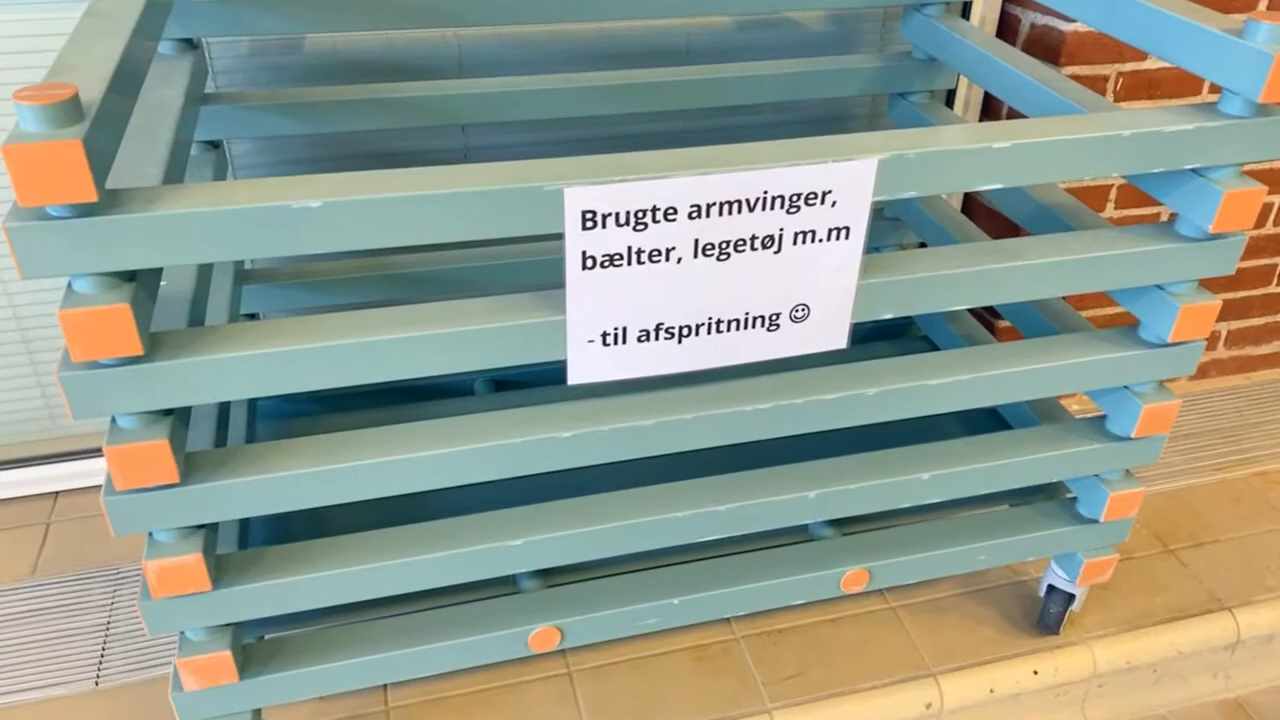 Brugte armvinger,
bælter, legetøj m.m
- til afspritning ☺